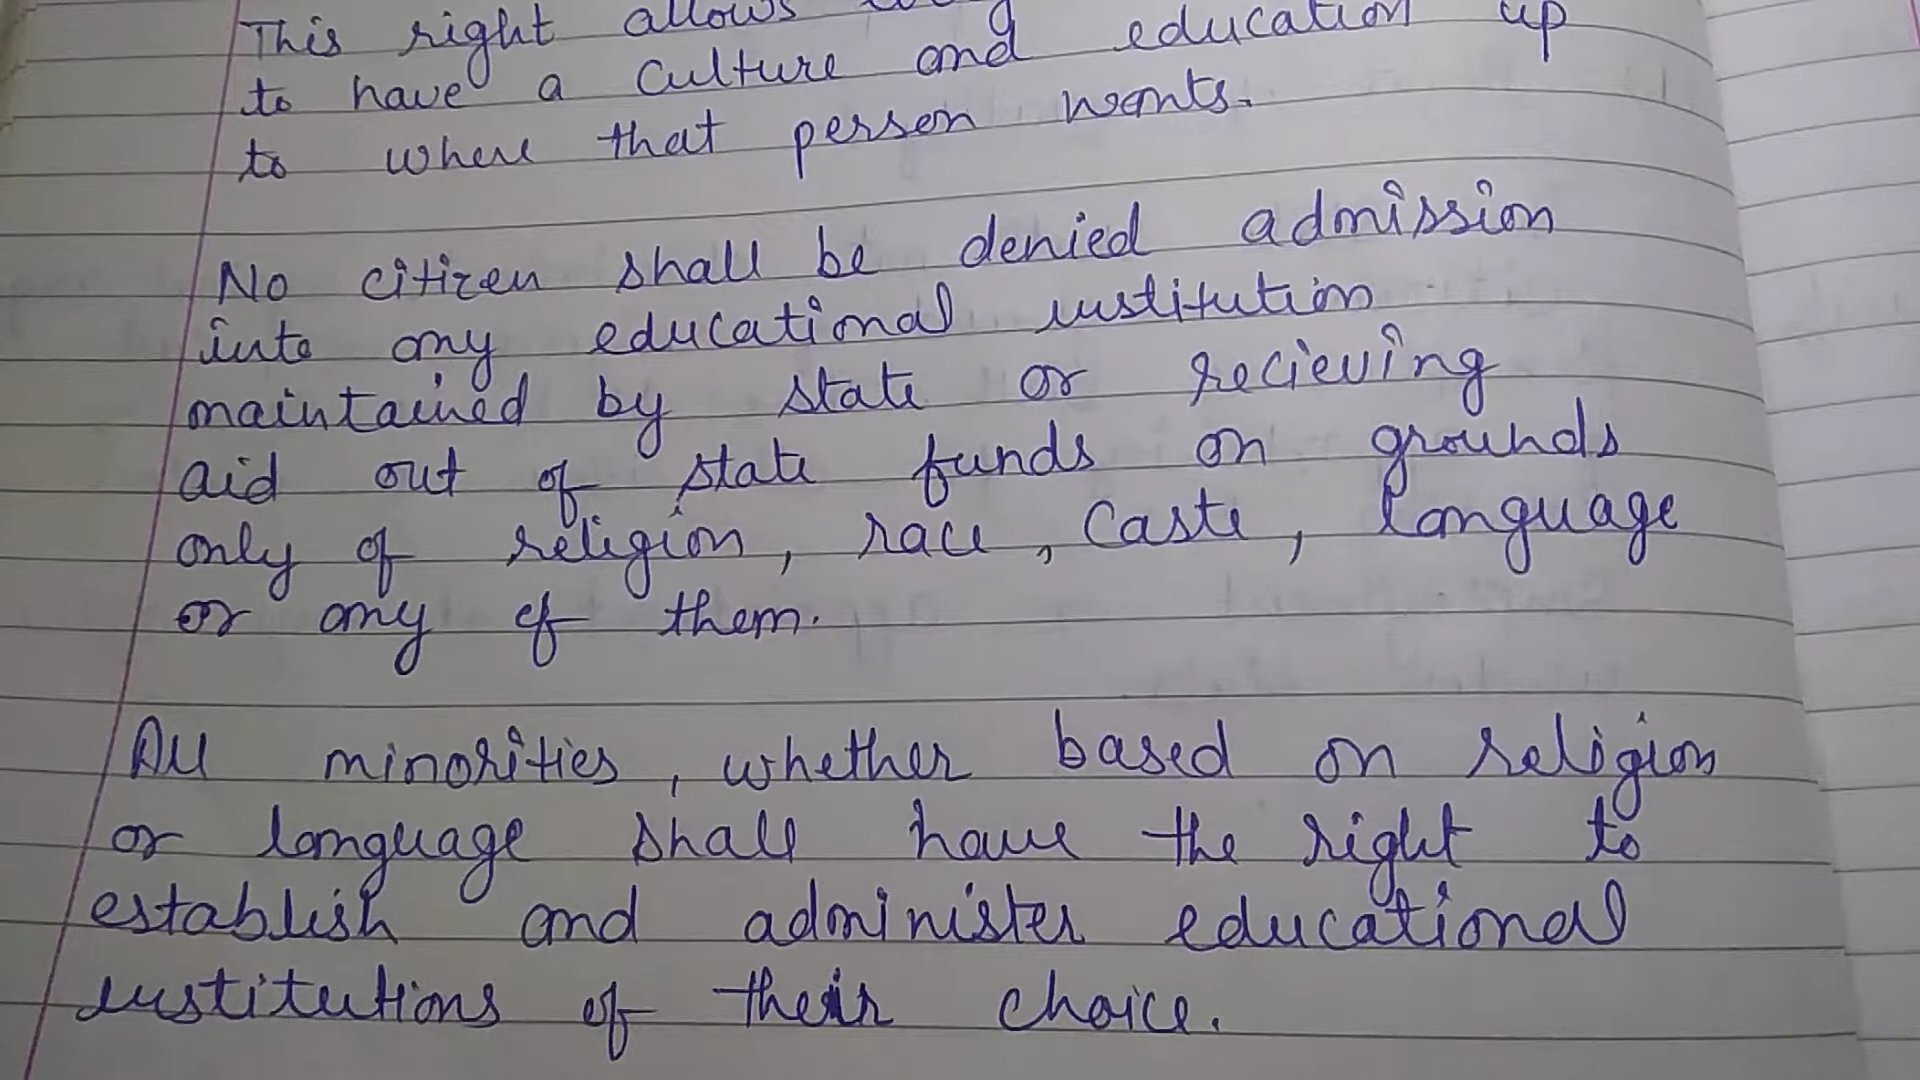 This right allows
to have a culture and education up
to where that person wants.
No citizen shall be denied admission
into any educational institution
maintained by state or recieving
aid out of state funds on grounds
only of religion, race, caste, language
or any of them.
All minorities, whether based on religion
or language shall have the right to
establish and administer educational
institutions of their choice.